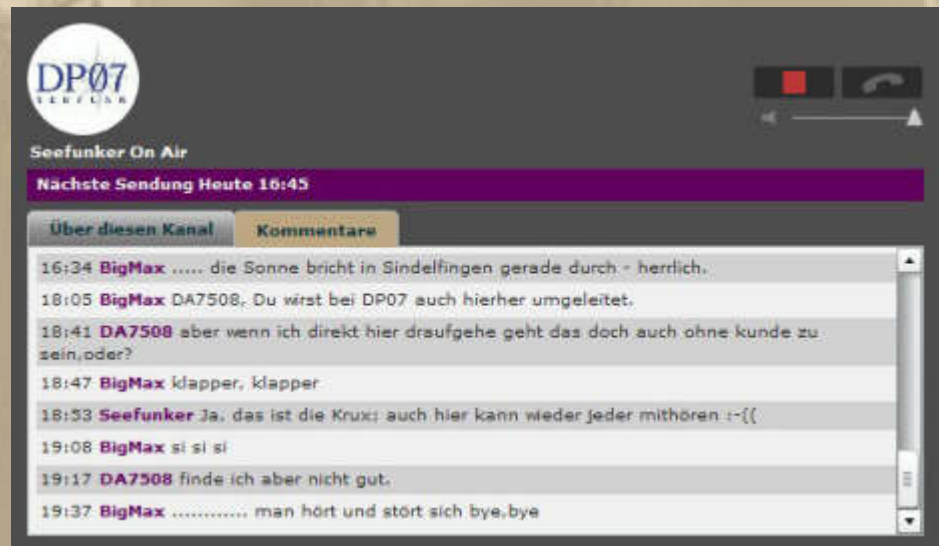 DP07
SEEFUNK
Seefunker On Air
Nächste Sendung Heute 16:45
Über diesen Kanal Kommentare
16:34 BigMax ..... die Sonne bricht in Sindelfingen gerade durch - herrlich.
18:05 BigMax DA7508, Du wirst bei DP07 auch hierher umgeleitet.
18:41 DA7508 aber wenn ich direkt hier draufgehe geht das doch auch ohne kunde zu
sein,oder?
18:47 BigMax klapper, klapper
18:53 Seefunker Ja, das ist die Krux; auch hier kann wieder jeder mithören :-((
19:08 BigMax si si si
19:17 DA7508 finde ich aber nicht gut.
19:37 BigMax ............ man hört und stört sich bye,bye